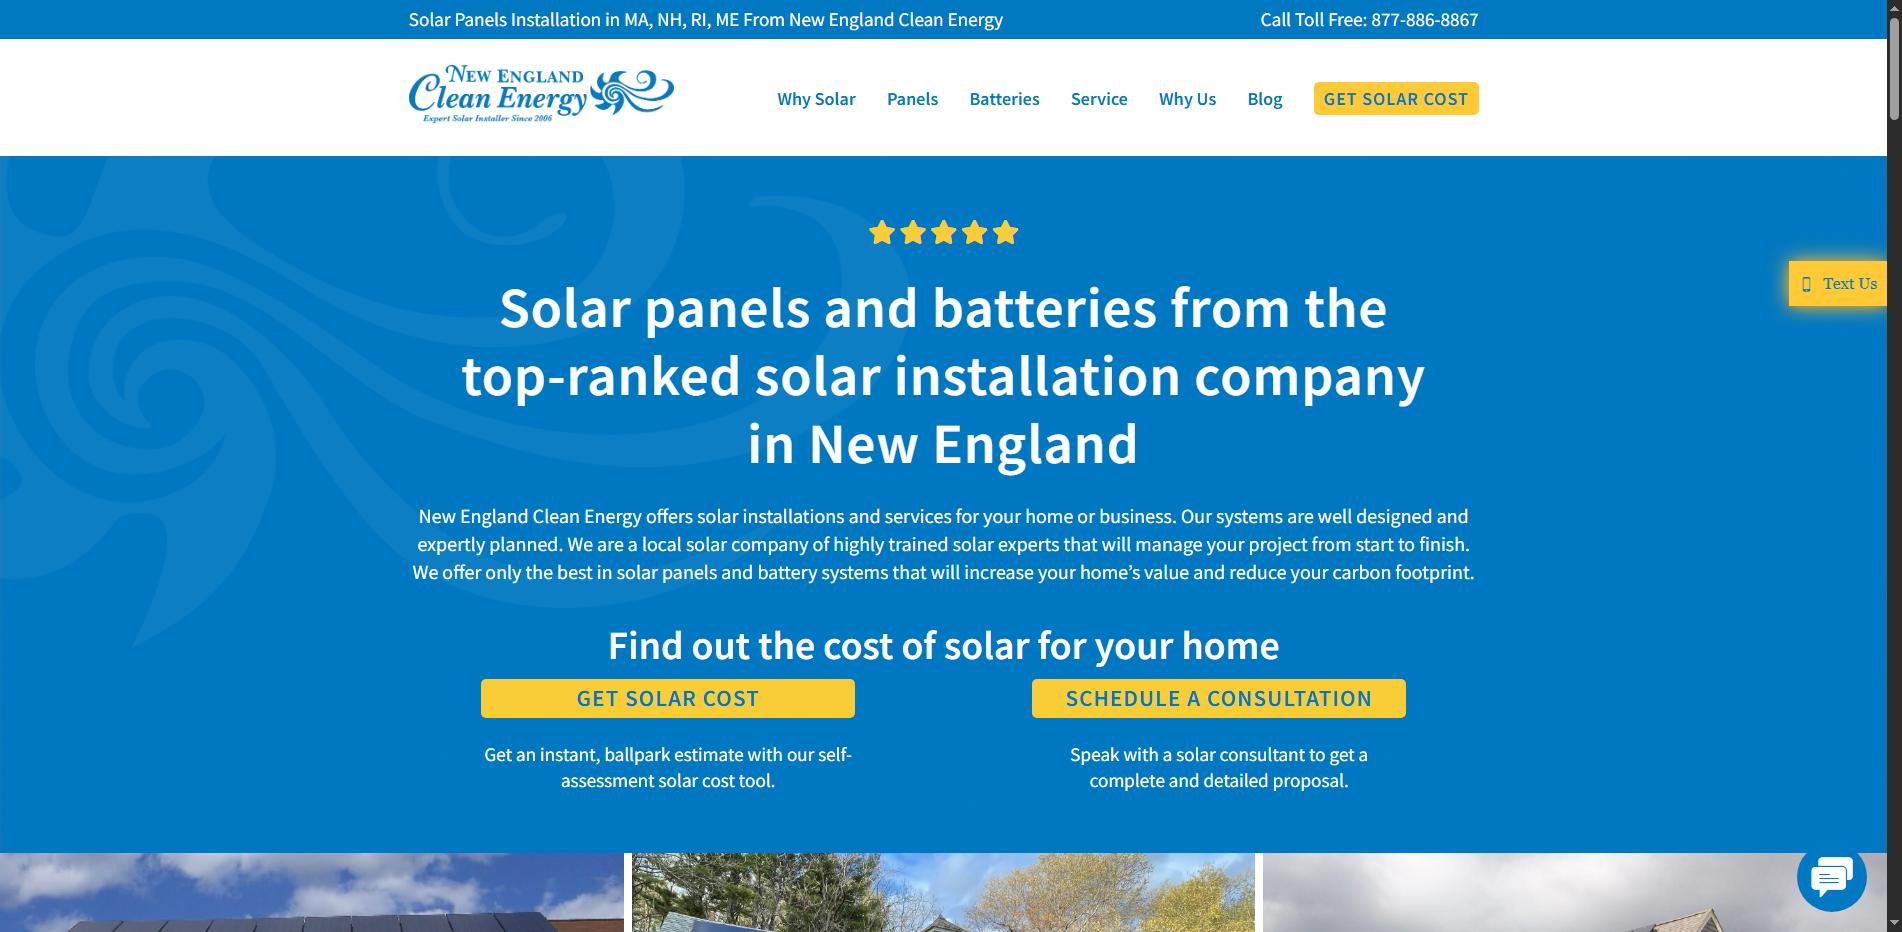 Solar Panels Installation in MA, NH, RI, ME From New England Clean Energy
Call Toll Free: 877-886-8867
NEW ENGLAND
Clean Energy
Expert Solar Installer Since 2006
Why Solar
Panels
Batteries
Service
Why Us
Blog
GET SOLAR COST
Text Us
Solar panels and batteries from the
top-ranked solar installation company
in New England
New England Clean Energy offers solar installations and services for your home or business. Our systems are well designed and
expertly planned. We are a local solar company of highly trained solar experts that will manage your project from start to finish.
We offer only the best in solar panels and battery systems that will increase your home’s value and reduce your carbon footprint.
Find out the cost of solar for your home
GET SOLAR COST
Get an instant, ballpark estimate with our self-
assessment solar cost tool.
SCHEDULE A CONSULTATION
Speak with a solar consultant to get a
complete and detailed proposal.